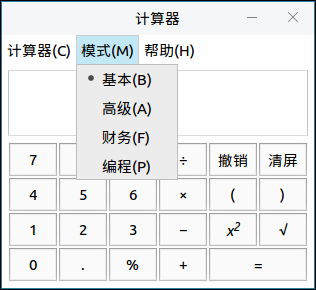 计算器
计算器(C) 模式(M) 帮助(H)
基本(B)
高级(A)
财务(F)
编程(P)
7 ÷ 撤销 清屏
4 5 6 × ( )
1 2 3 − x² √
0 . % + =